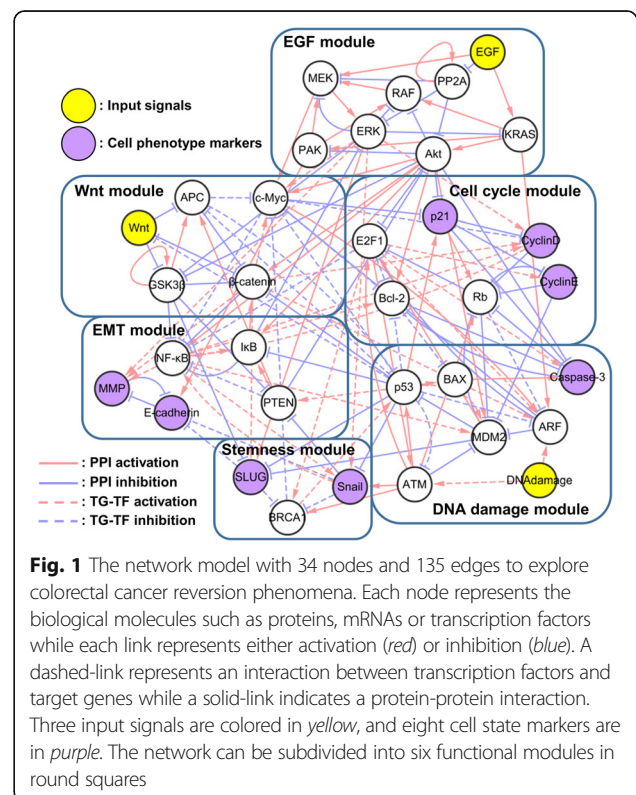 EGF module
EGF
: Input signals
: Cell phenotype markers
MEK
PP2A
RAF
ERK
KRAS
PAK
Akt
Wnt module
APC
c-Myc
Wnt
GSK3β
β-catenin
Cell cycle module
p21
E2F1
CyclinD
CyclinE
Bcl-2
Rb
EMT module
NF-κB
IκB
MMP
E-cadherin
PTEN
p53
BAX
Caspase-3
MDM2
ARF
ATM
DNAdamage
DNA damage module
Stemness module
SLUG
Snail
BRCA1
: PPI activation
: PPI inhibition
: TG-TF activation
: TG-TF inhibition
Fig. 1 The network model with 34 nodes and 135 edges to explore
colorectal cancer reversion phenomena. Each node represents the
biological molecules such as proteins, mRNAs or transcription factors
while each link represents either activation (red) or inhibition (blue). A
dashed-link represents an interaction between transcription factors and
target genes while a solid-link indicates a protein-protein interaction.
Three input signals are colored in yellow, and eight cell state markers are
in purple. The network can be subdivided into six functional modules in
round squares